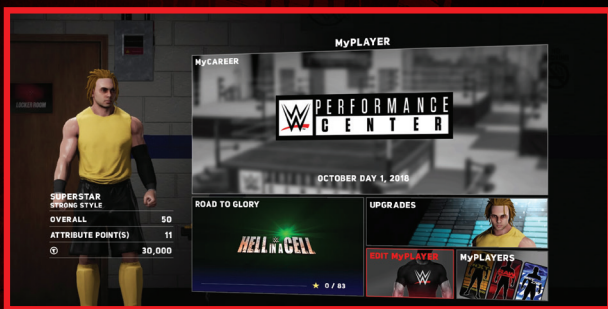 MyPLAYER
MyCAREER
LOCKER ROOM
W PERFORMANCE
CENTER
OCTOBER DAY 1, 2018
SUPERSTAR
STRONG STYLE
OVERALL 50
ATTRIBUTE POINT(S) 11
30,000
ROAD TO GLORY
HELL IN A CELL
0 / 83
UPGRADES
EDIT MyPLAYER
W
MyPLAYERS